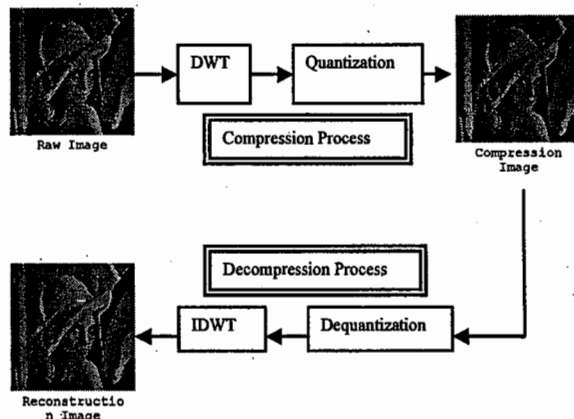 DWT
Quantization
Raw Image
Compression Process
Compression
Image
Decompression Process
IDWT
Dequantization
Reconstructio
n Image